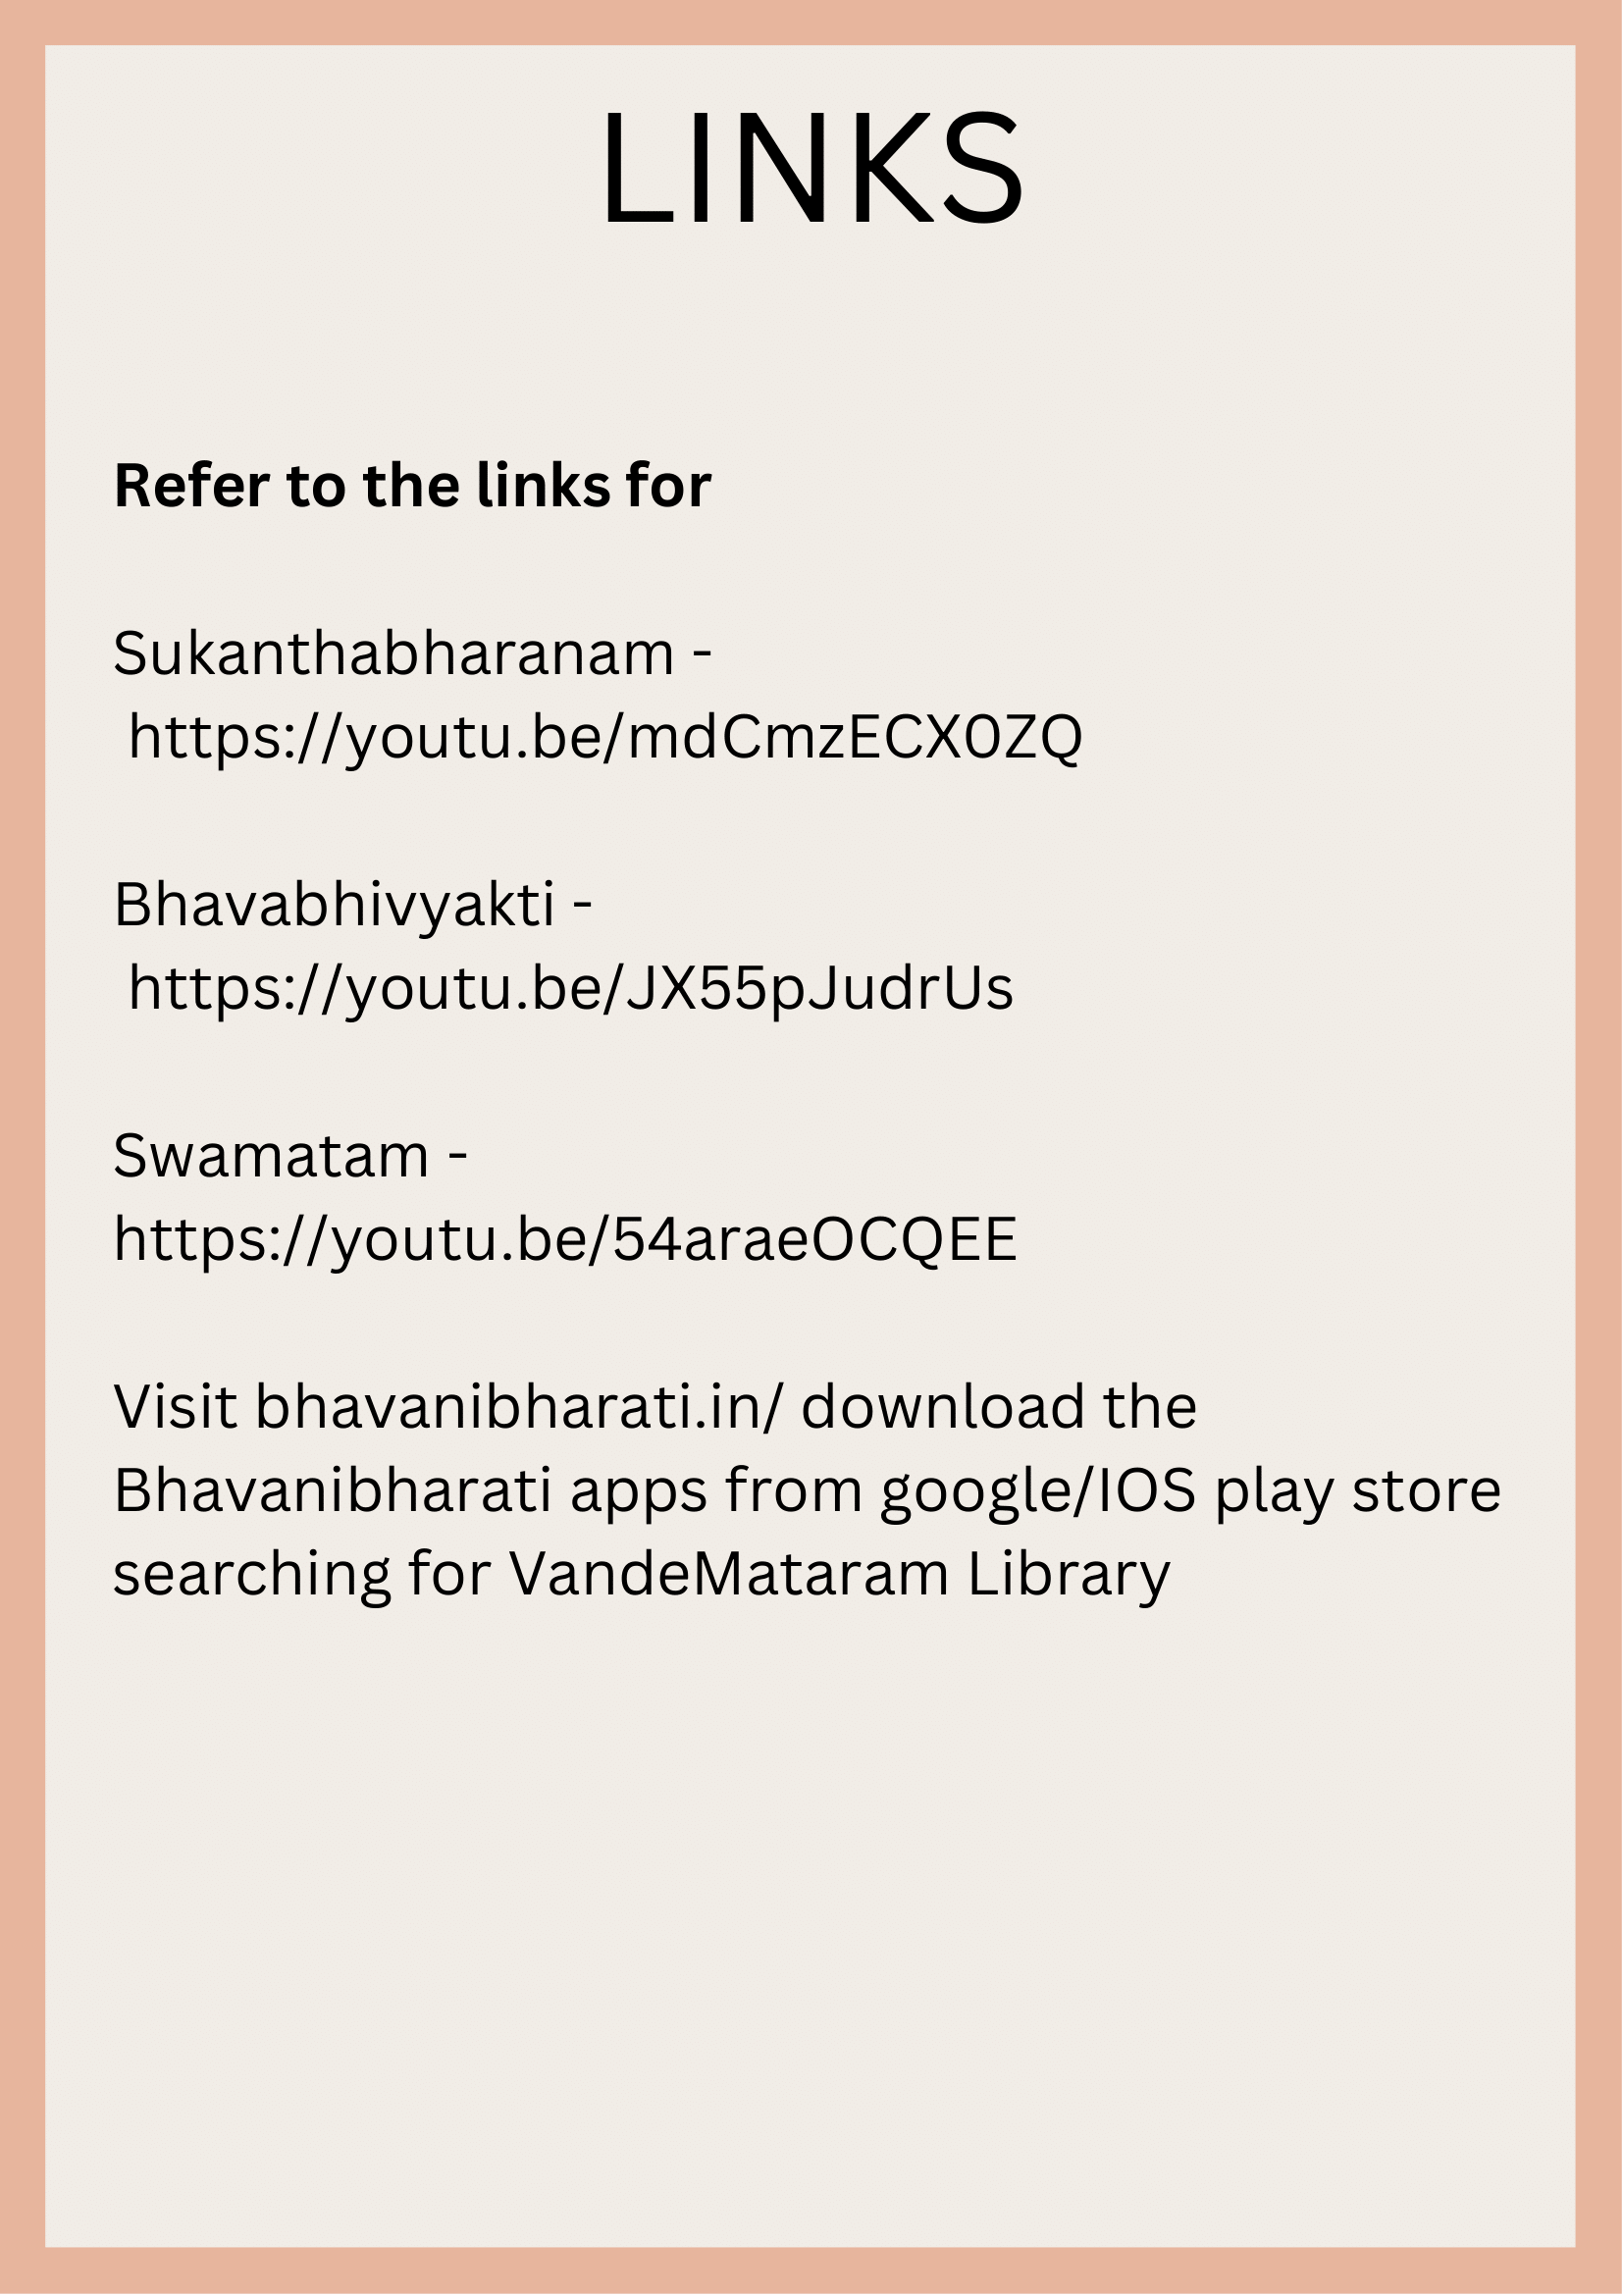 LINKS
Refer to the links for
Sukanthabharanam -
https://youtu.be/mdCmzECX0ZQ
Bhavabhivyakti -
https://youtu.be/JX55pJudrUs
Swamatam -
https://youtu.be/54araeOCQEE
Visit bhavanibharati.in/ download the
Bhavanibharati apps from google/IOS play store
searching for VandeMataram Library